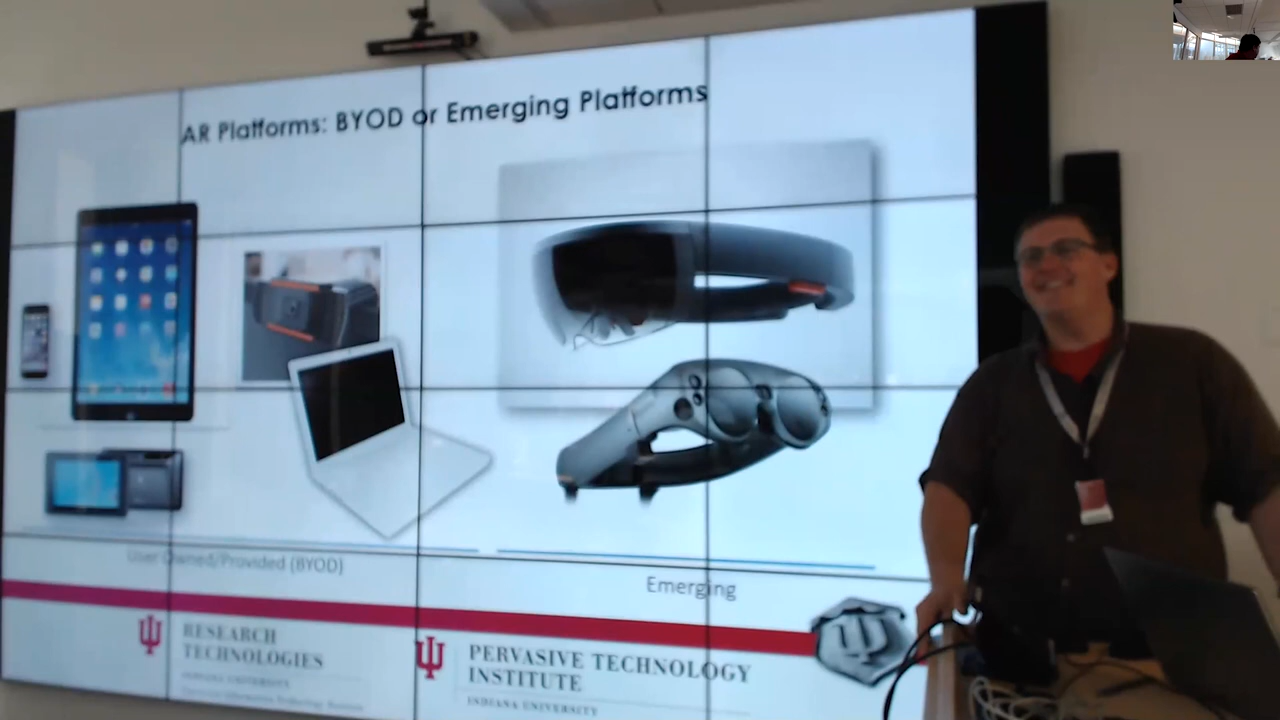 AR Platforms: BYOD or Emerging Platforms
User Owned/Provided (BYOD)
Emerging
RESEARCH
TECHNOLOGIES
INDIANA UNIVERSITY
PERVASIVE TECHNOLOGY
INSTITUTE
INDIANA UNIVERSITY